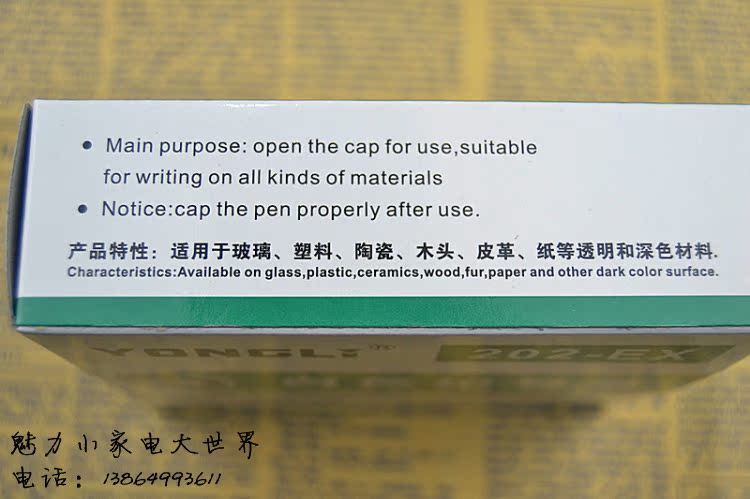 ● Main purpose: open the cap for use,suitable
for writing on all kinds of materials
● Notice:cap the pen properly after use.
产品特性：适用于玻璃、塑料、陶瓷、木头、皮革、纸等透明和深色材料.
Characteristics:Available on glass,plastic,ceramics,wood,fur,paper and other dark color surface.
YONGLI ®
202-EX
魅力小家电大世界
电话：13864993611